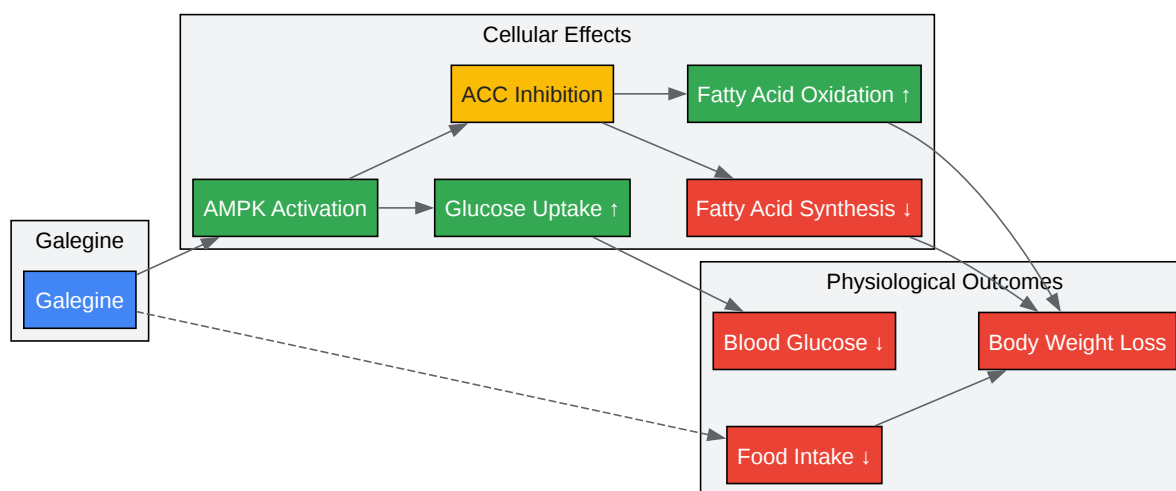 Cellular Effects
ACC Inhibition
Fatty Acid Oxidation ↑
AMPK Activation
Glucose Uptake ↑
Fatty Acid Synthesis ↓
Galegine
Galegine
Physiological Outcomes
Blood Glucose ↓
Body Weight Loss
Food Intake ↓